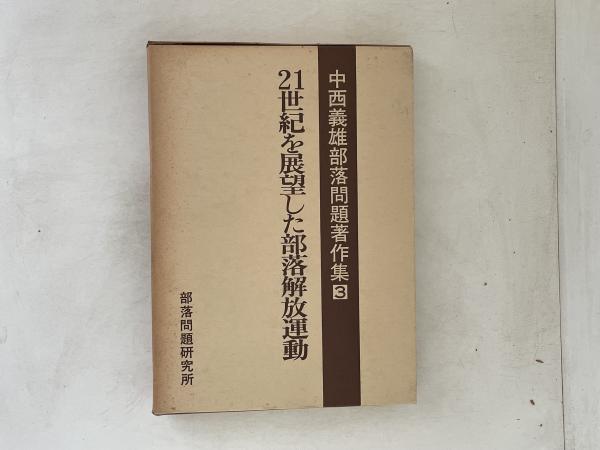 中西義雄部落問題著作集3
21世紀を展望した部落解放運動
部落問題研究所